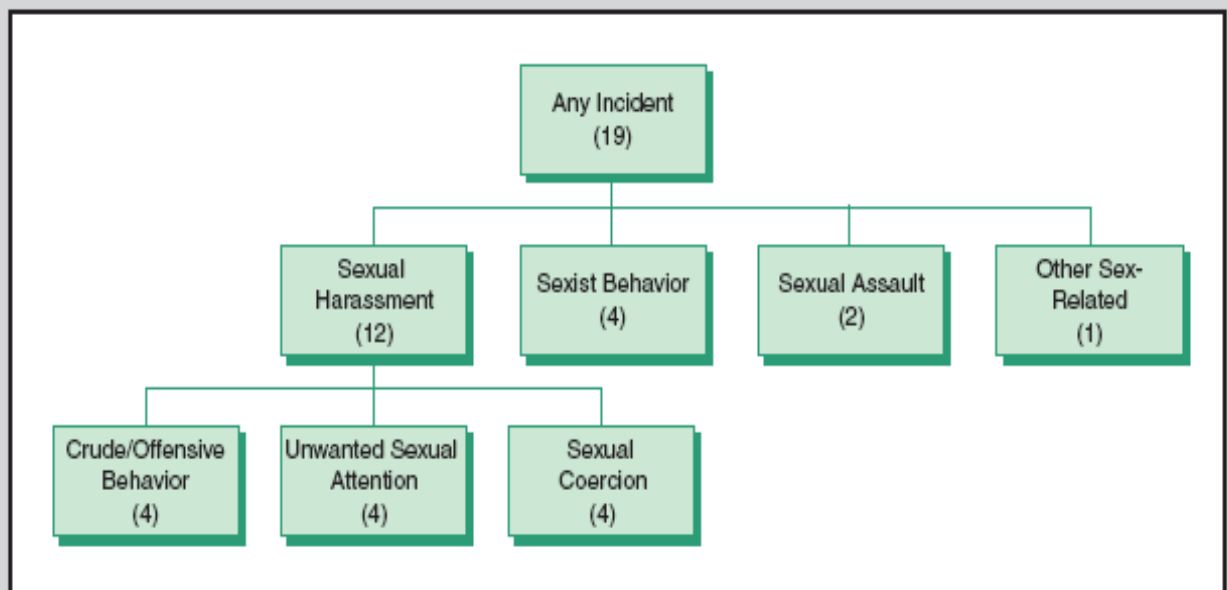 Any Incident
(19)
Sexual
Harassment
(12)
Sexist Behavior
(4)
Sexual Assault
(2)
Other Sex-
Related
(1)
Crude/Offensive
Behavior
(4)
Unwanted Sexual
Attention
(4)
Sexual
Coercion
(4)